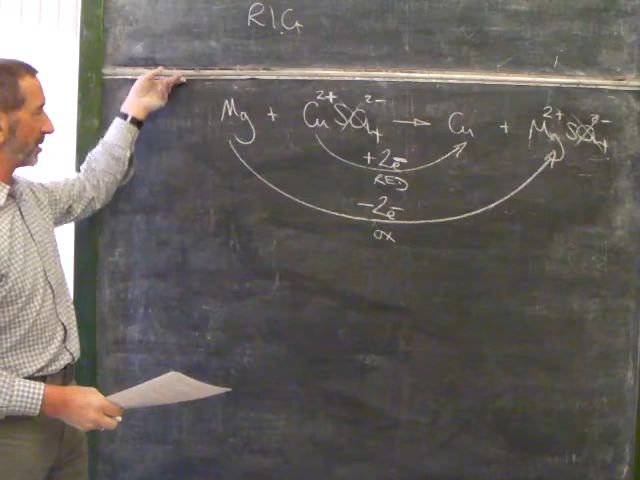 RIG
Mg + Cu²⁺SO₄²⁻ → Cu + Mg²⁺SO₄²⁻
+2e⁻
RED
-2e⁻
ox